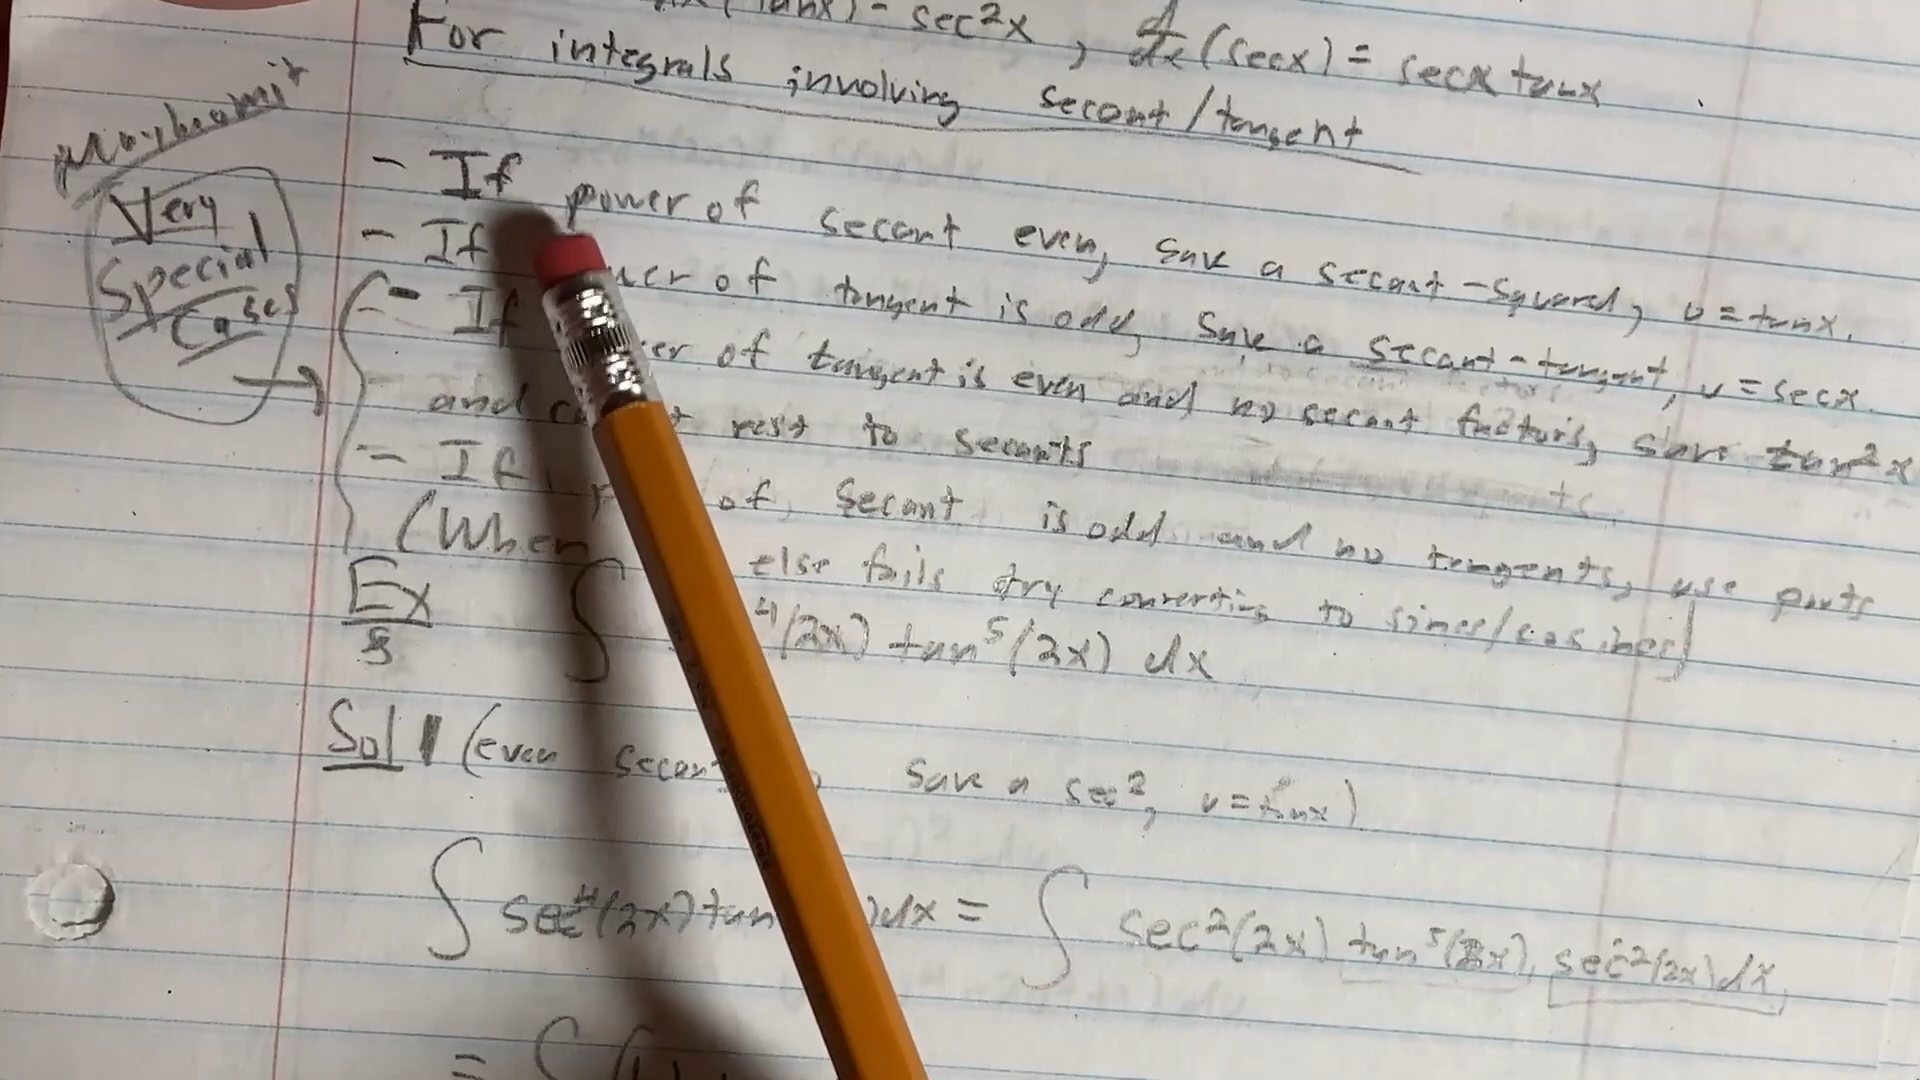 (tanx) = sec²x, d/dx (secx) = secx tanx
For integrals involving secant/tangent
Maybe omit
Very
Special
Cases
- If power of secant even, save a secant-squared, u=tanx.
- If of tangent is odd, save a secant-tangent, u=secx.
- If of tangent is even and no secant factors, save tan²x
and rest to secants
- If of secant is odd and no tangents, use parts
(When else fails try converting to sines/cosines)
Ex
∫ ⁴(2x) tan⁵(2x) dx
Sol 1 (even secant save a sec², u=tanx)
∫ sec⁴(2x) tan )dx = ∫ sec²(2x) tan⁵(2x) sec²(2x) dx
= ∫